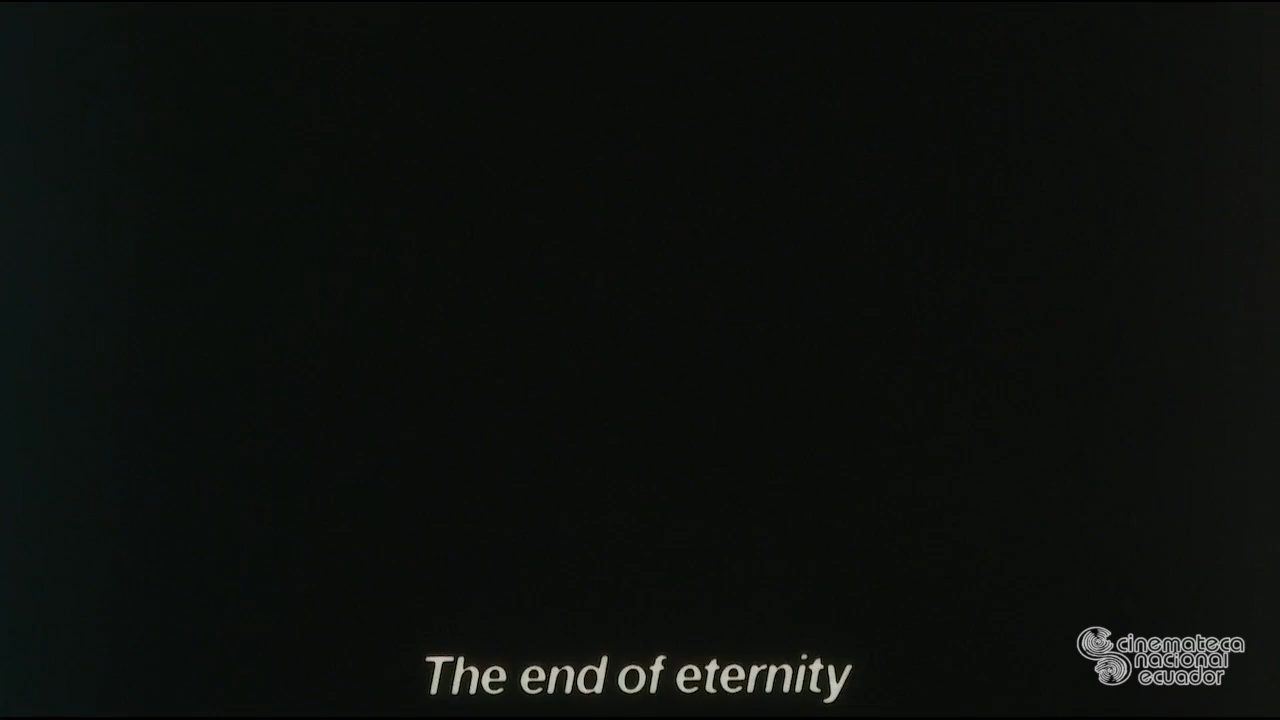 The end of eternity
cinemateca
nacional
ecuador